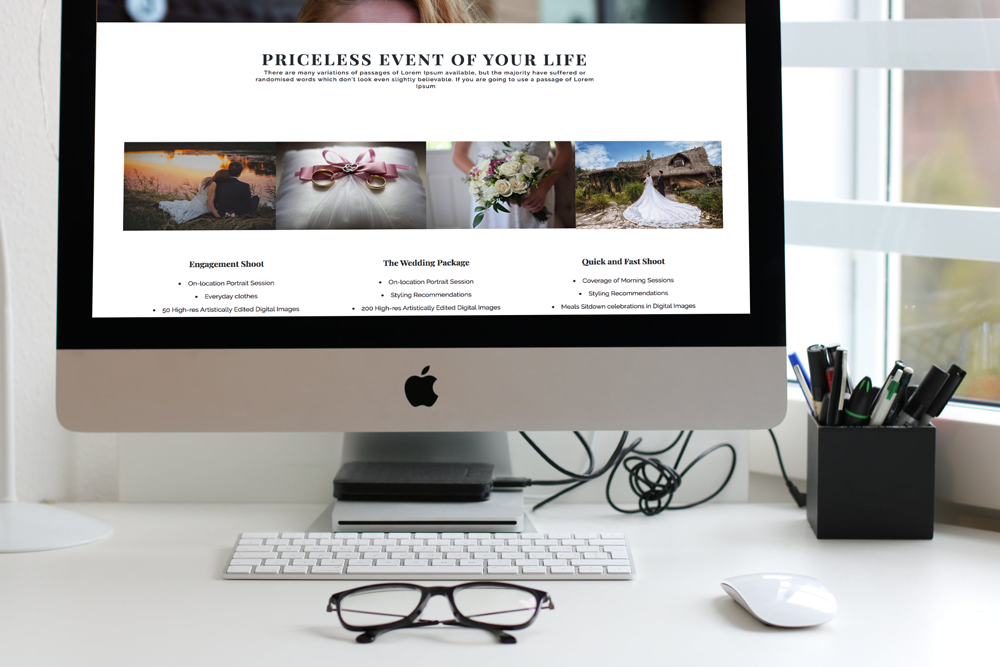 PRICELESS EVENT OF YOUR LIFE
There are many variations of passages of Lorem Ipsum available, but the majority have suffered or
randomised words which don't look even slightly believable. If you are going to use a passage of Lorem
Ipsum
Engagement Shoot
• On-location Portrait Session
• Everyday clothes
• 50 High-res Artistically Edited Digital Images
The Wedding Package
• On-location Portrait Session
• Styling Recommendations
• 200 High-res Artistically Edited Digital Images
Quick and Fast Shoot
• Coverage of Morning Sessions
• Styling Recommendations
• Meals Sitdown celebrations in Digital Images